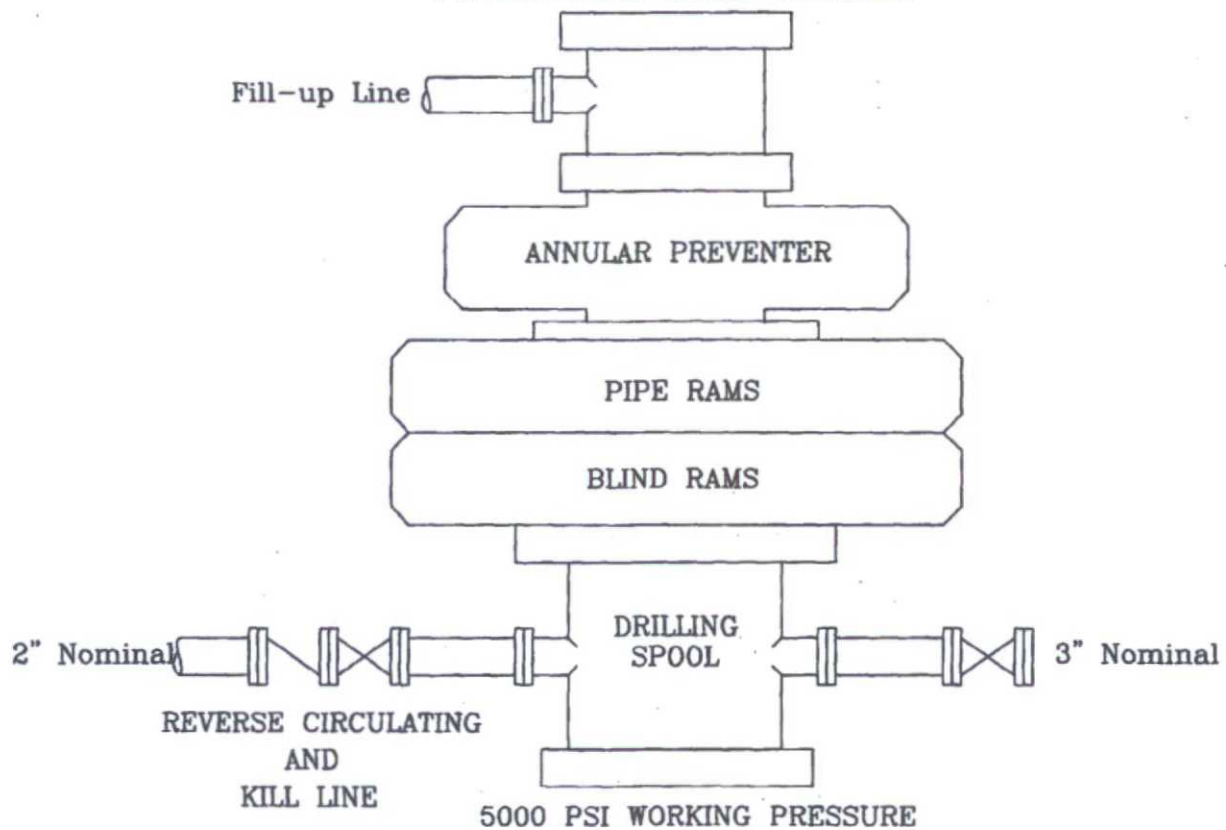 Fill-up Line
ANNULAR PREVENTER
PIPE RAMS
BLIND RAMS
DRILLING
SPOOL
2" Nominal
3" Nominal
REVERSE CIRCULATING
AND
KILL LINE
5000 PSI WORKING PRESSURE